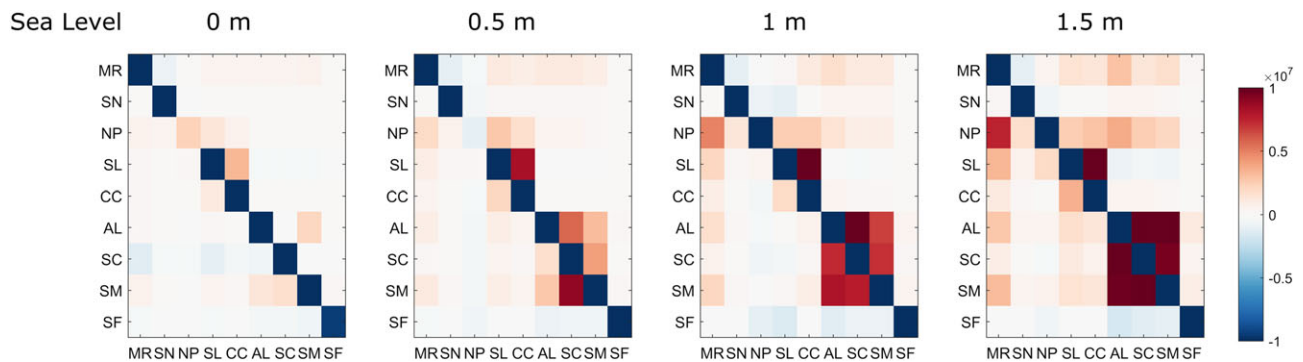 Sea Level 0 m 0.5 m 1 m 1.5 m
MR MR MR MR
SN SN SN SN
NP NP NP NP
SL SL SL SL
CC CC CC CC
AL AL AL AL
SC SC SC SC
SM SM SM SM
SF SF SF SF
MR SN NP SL CC AL SC SM SF MR SN NP SL CC AL SC SM SF MR SN NP SL CC AL SC SM SF MR SN NP SL CC AL SC SM SF
×10⁷
1
0.5
0
-0.5
-1